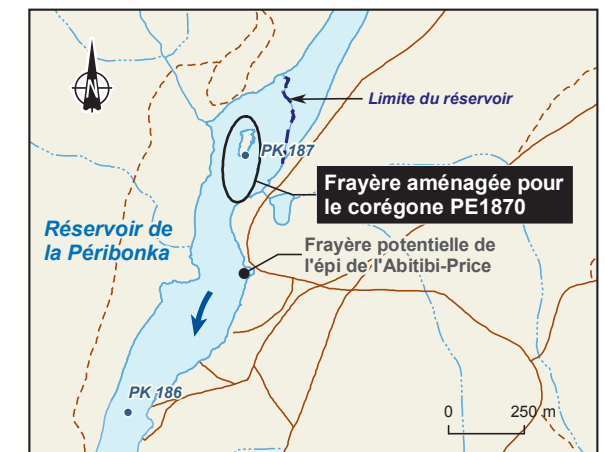 N
Limite du réservoir
PK 187
Frayère aménagée pour
le corégone PE1870
Réservoir de
la Péribonka
Frayère potentielle de
l'épi de l'Abitibi-Price
PK 186
0 250 m